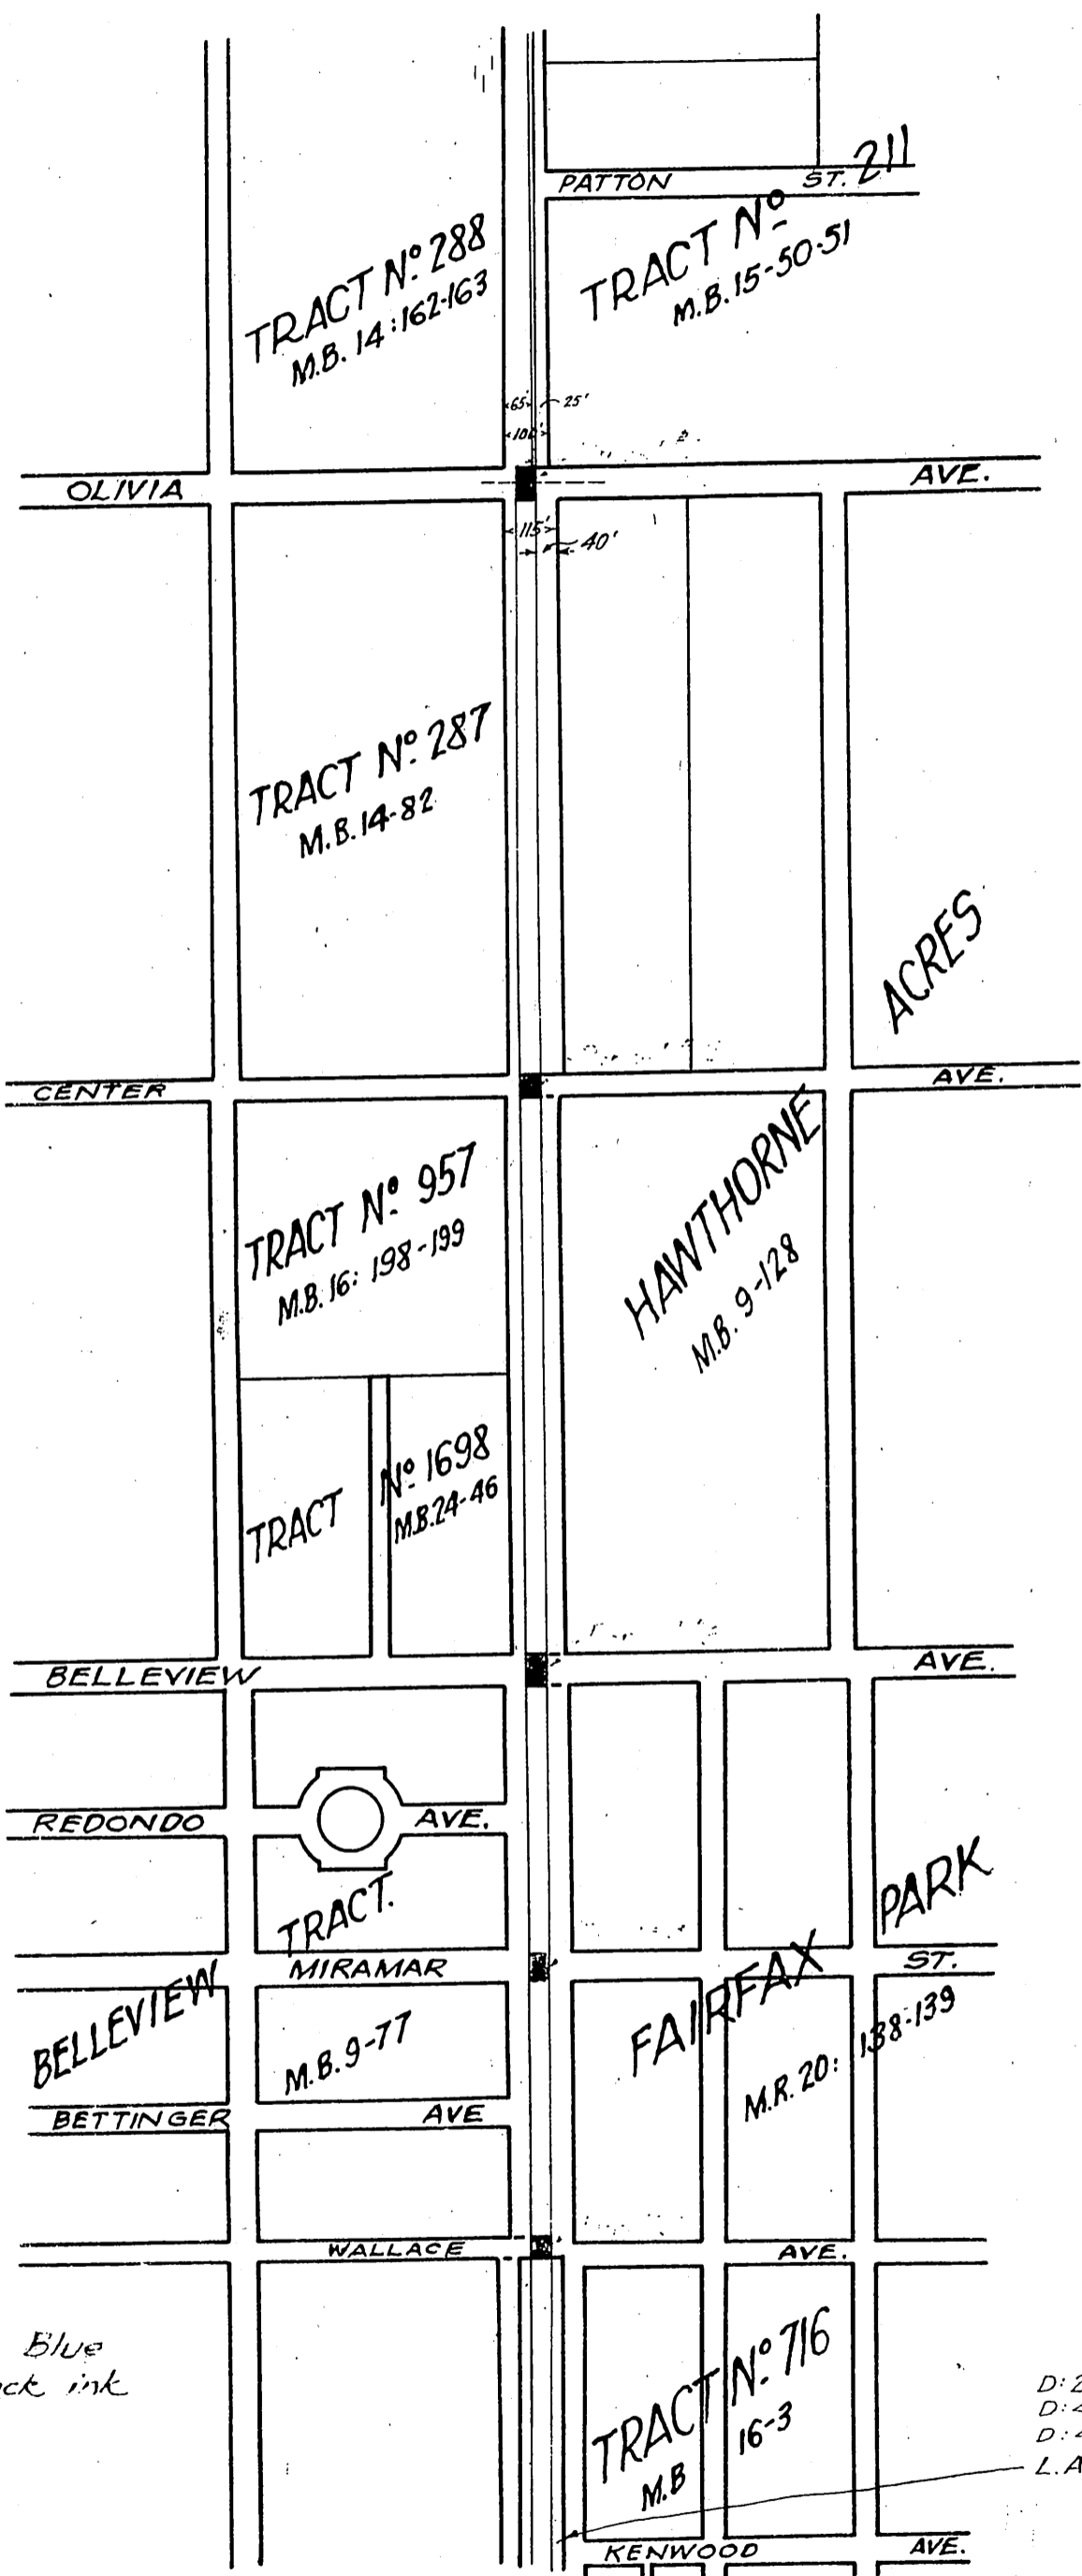 PATTON ST.
TRACT Nº 211
M.B. 15-50-51
TRACT Nº 288
M.B. 14:162-163
65' 25'
100'
OLIVIA AVE.
115'
40'
TRACT Nº 287
M.B. 14-82
CENTER AVE.
HAWTHORNE ACRES
M.B. 9-128
TRACT Nº 957
M.B. 16: 198-199
TRACT Nº 1698
M.B. 24-46
BELLEVIEW AVE.
REDONDO AVE.
BELLEVIEW TRACT.
M.B. 9-77
MIRAMAR ST.
FAIRFAX PARK
M.R. 20: 138-139
BETTINGER AVE
WALLACE AVE.
Blue
ck ink
TRACT Nº 716
M.B 16-3
D:
D:
D:
L.A
KENWOOD AVE.